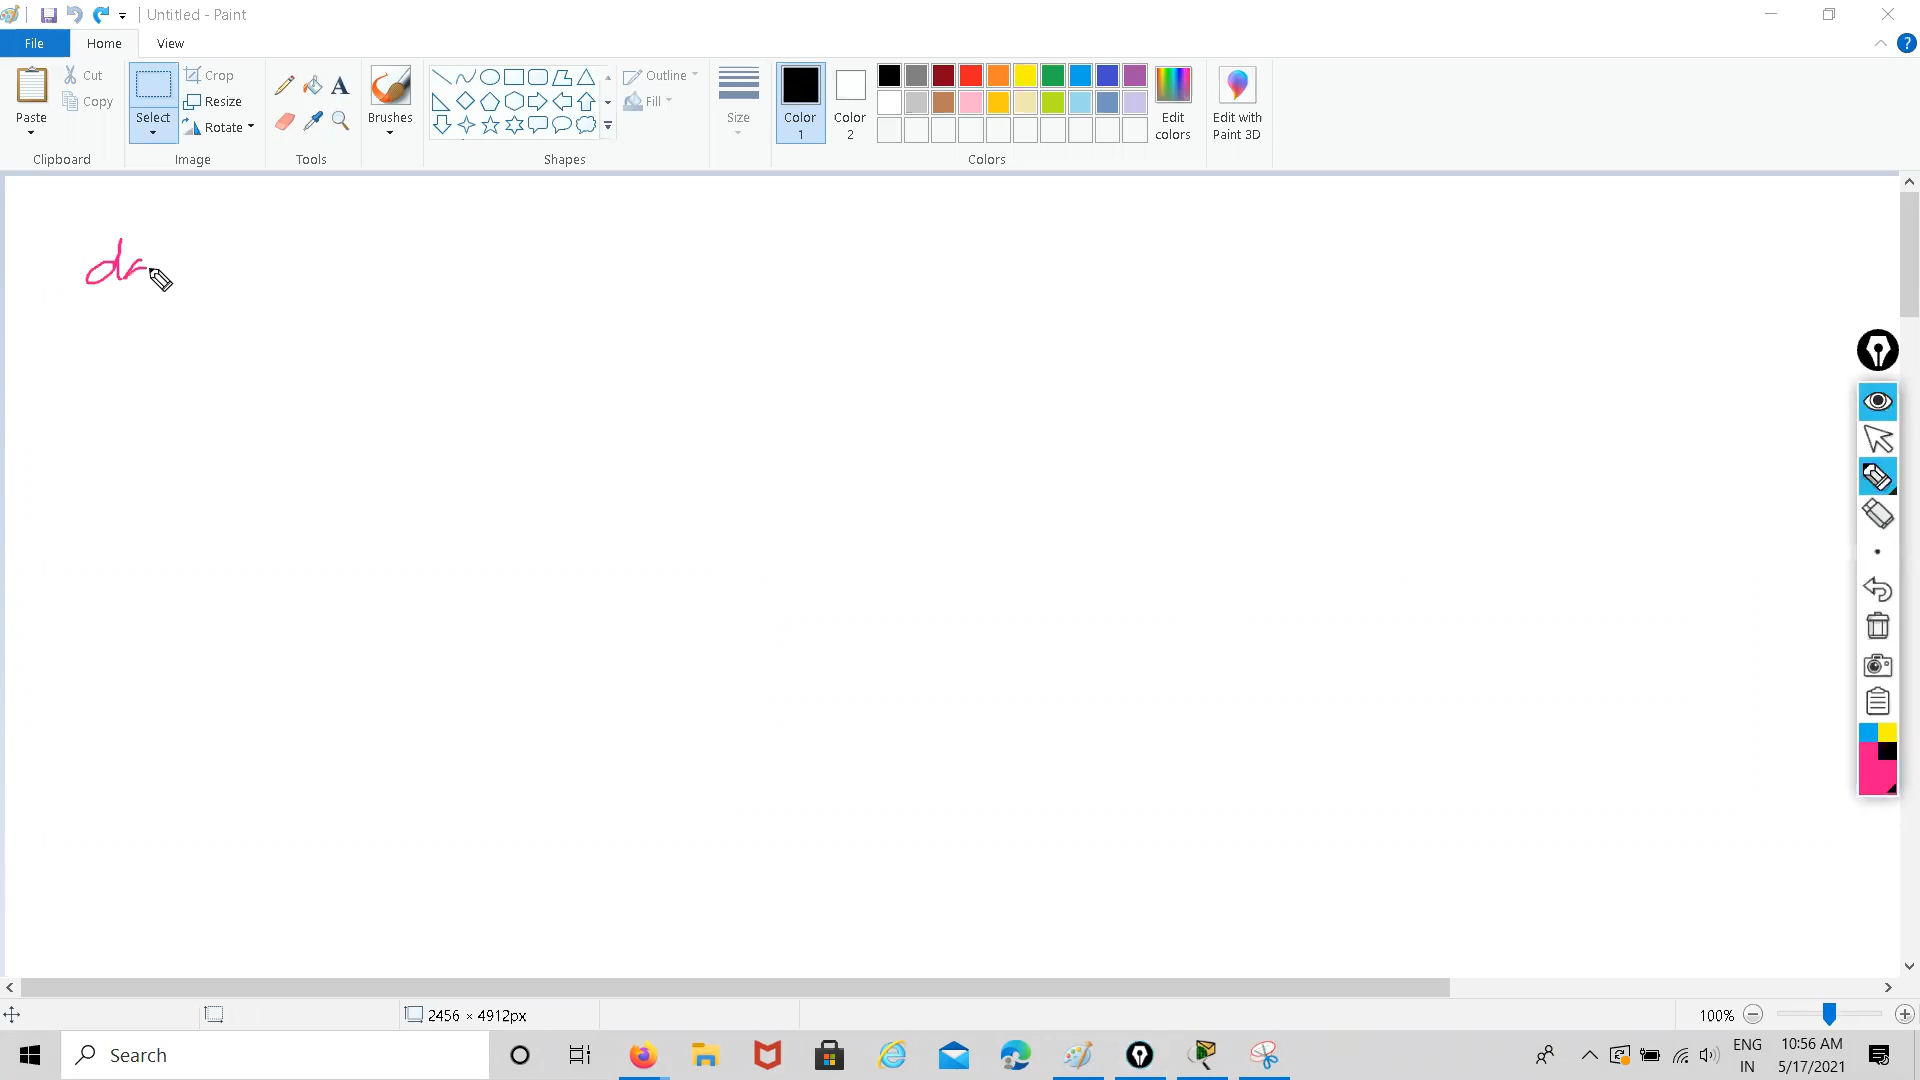 Untitled - Paint
File Home View
Paste
Cut
Copy
Clipboard
Select
Crop
Resize
Rotate
Image
Tools
Brushes
Shapes
Outline
Fill
Size
Color 1
Color 2
Colors
Edit colors
Edit with Paint 3D
2456 × 4912px
100%
Search
ENG
IN
10:56 AM
5/17/2021